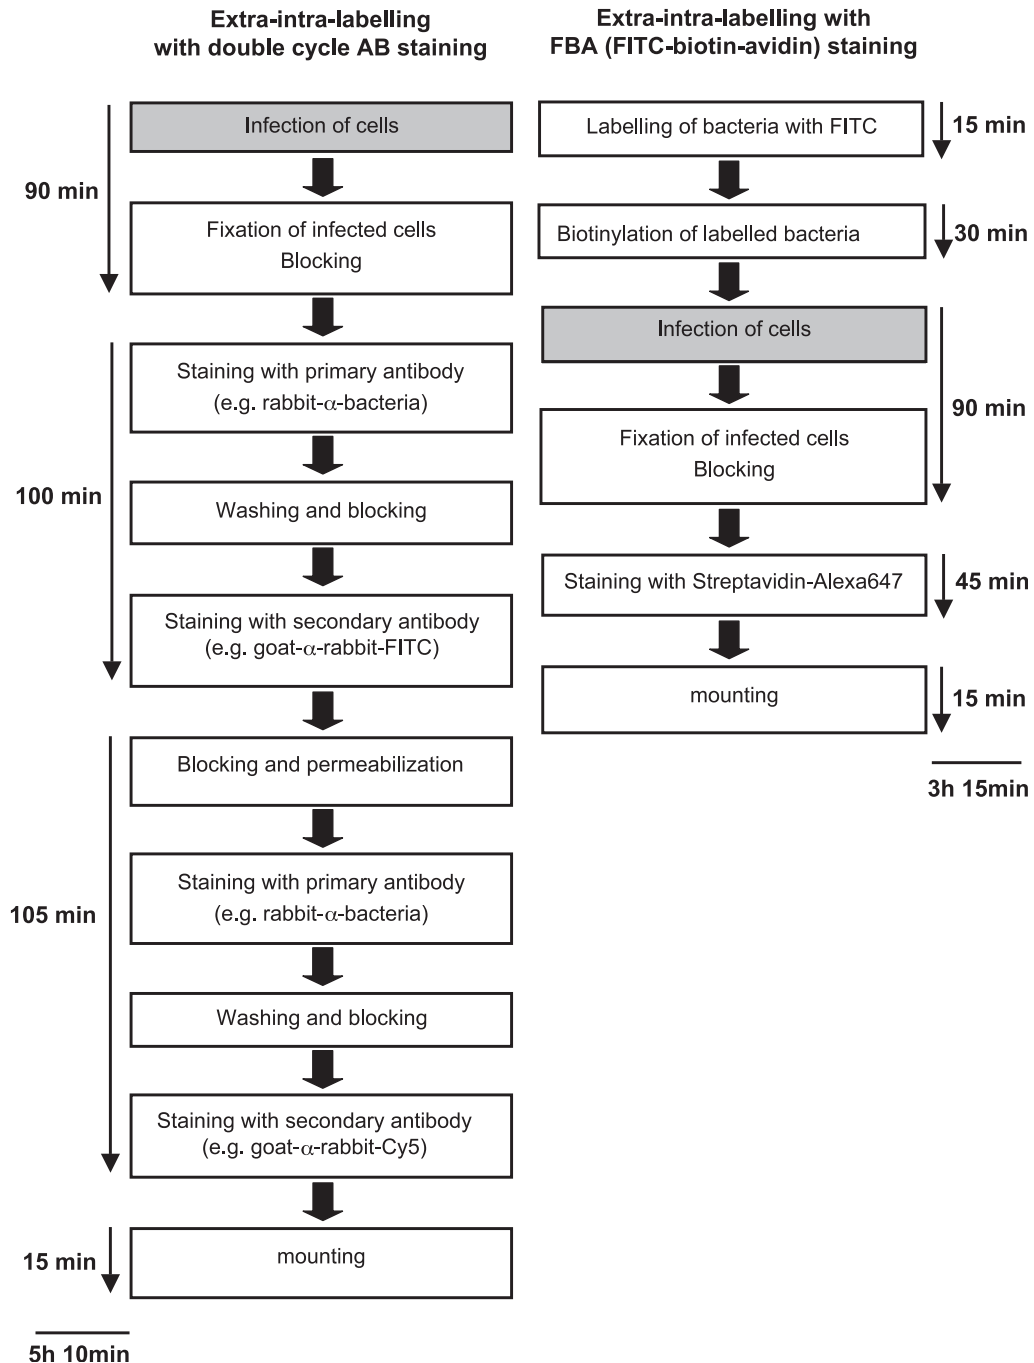 Extra-intra-labelling
with double cycle AB staining
90 min
Infection of cells
Fixation of infected cells
Blocking
100 min
Staining with primary antibody
(e.g. rabbit-α-bacteria)
Washing and blocking
Staining with secondary antibody
(e.g. goat-α-rabbit-FITC)
105 min
Blocking and permeabilization
Staining with primary antibody
(e.g. rabbit-α-bacteria)
Washing and blocking
Staining with secondary antibody
(e.g. goat-α-rabbit-Cy5)
15 min
mounting
5h 10min
Extra-intra-labelling with
FBA (FITC-biotin-avidin) staining
Labelling of bacteria with FITC
15 min
Biotinylation of labelled bacteria
30 min
Infection of cells
90 min
Fixation of infected cells
Blocking
Staining with Streptavidin-Alexa647
45 min
mounting
15 min
3h 15min